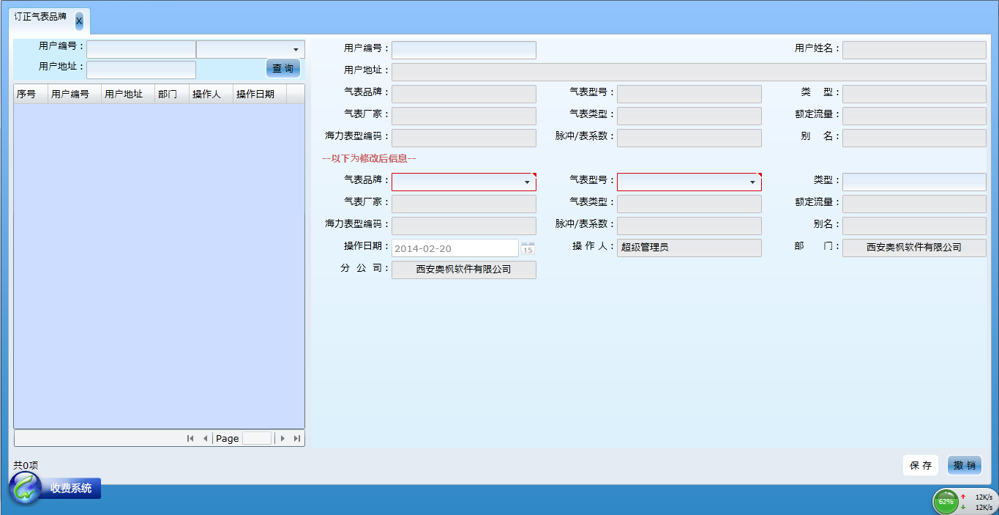 订正气表品牌 X
用户编号：
用户地址： 查 询
序号 用户编号 用户地址 部门 操作人 操作日期
Page
共0项
用户编号： 用户姓名：
用户地址：
气表品牌： 气表型号： 类 型：
气表厂家： 气表类型： 额定流量：
海力表型编码： 脉冲/表系数： 别 名：
--以下为修改后信息--
气表品牌： 气表型号： 类型：
气表厂家： 气表类型： 额定流量：
海力表型编码： 脉冲/表系数： 别名：
操作日期： 2014-02-20 15 操 作 人： 超级管理员 部 门： 西安奥枫软件有限公司
分 公 司： 西安奥枫软件有限公司
保 存 撤 销
收费系统
62% 12K/s
12K/s